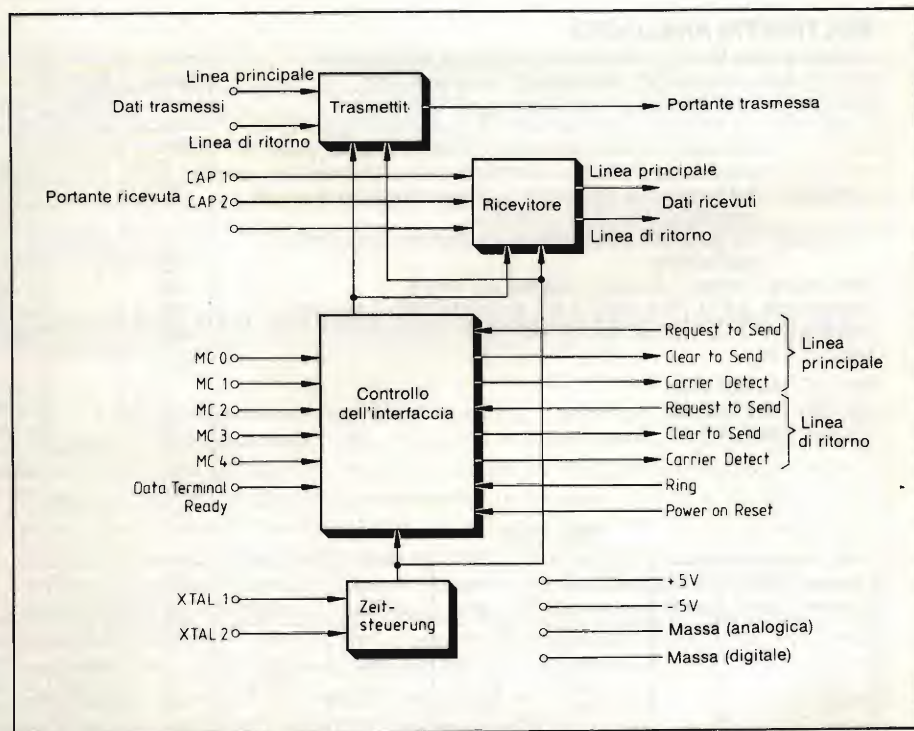 Linea principale
Dati trasmessi
Linea di ritorno
Trasmettit.
Portante trasmessa
CAP 1
Portante ricevuta CAP 2
Ricevitore
Linea principale
Dati ricevuti
Linea di ritorno
MC 0
MC 1
MC 2
MC 3
MC 4
Data Terminal
Ready
Controllo
dell'interfaccia
Request to Send
Clear to Send
Carrier Detect
Linea
principale
Request to Send
Clear to Send
Carrier Detect
Linea
di ritorno
Ring
Power on Reset
XTAL 1
XTAL 2
Zeit-
steuerung
+ 5V
- 5V
Massa (analogica)
Massa (digitale)